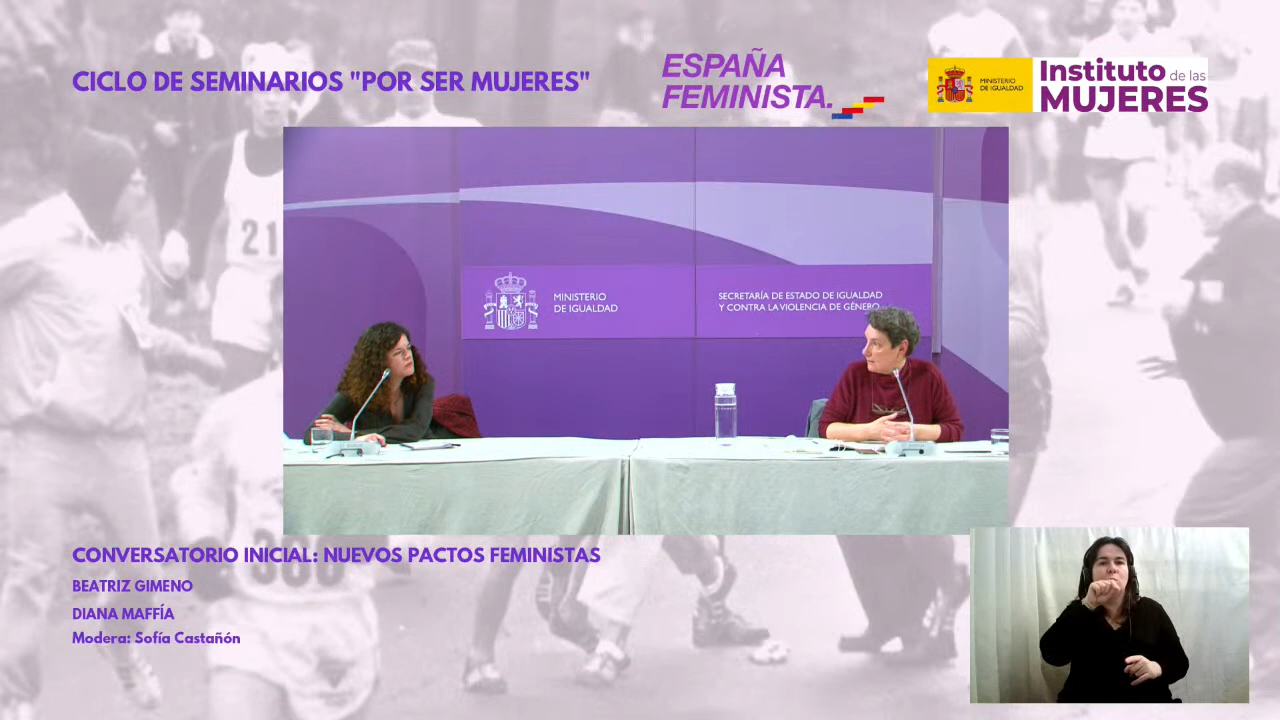 CICLO DE SEMINARIOS "POR SER MUJERES"
ESPAÑA
FEMINISTA.
MINISTERIO
DE IGUALDAD
Instituto de las
MUJERES
21
MINISTERIO
DE IGUALDAD
SECRETARÍA DE ESTADO DE IGUALDAD
Y CONTRA LA VIOLENCIA DE GÉNERO
CONVERSATORIO INICIAL: NUEVOS PACTOS FEMINISTAS
BEATRIZ GIMENO
DIANA MAFFÍA
Modera: Sofía Castañón